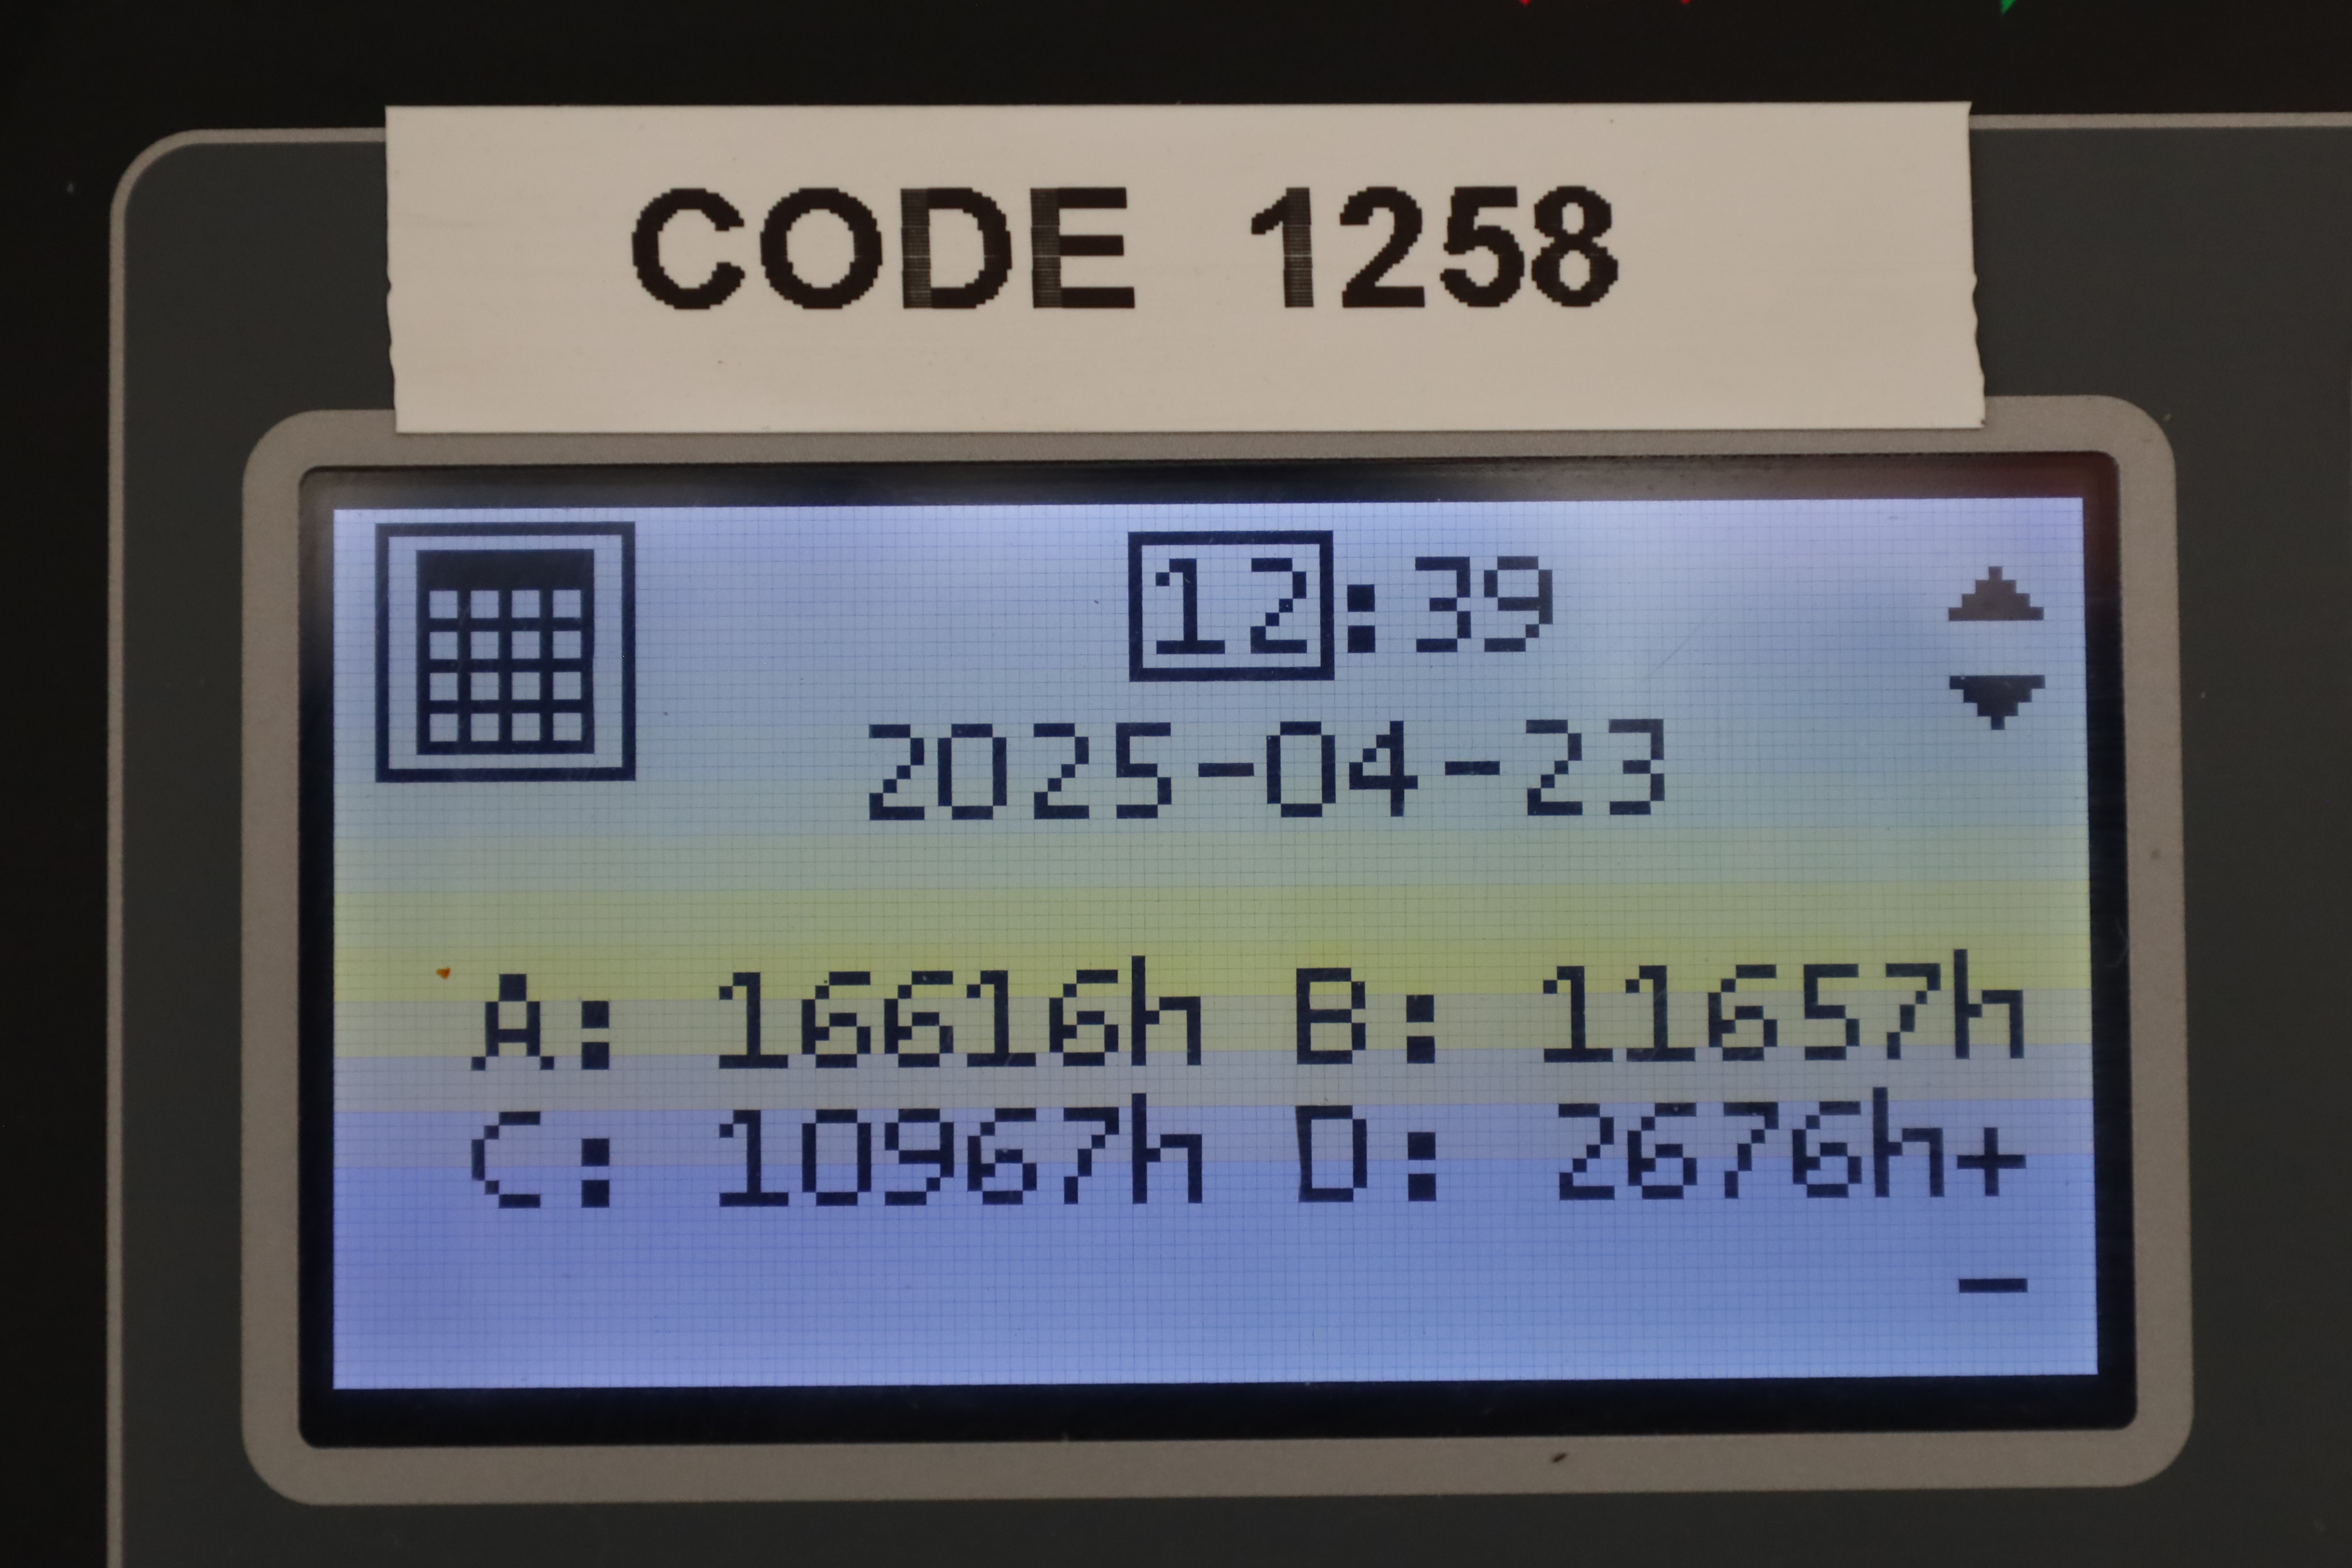 CODE 1258
12:39
2025-04-23
A: 16616h B: 11657h
C: 10967h D: 2676h+
-